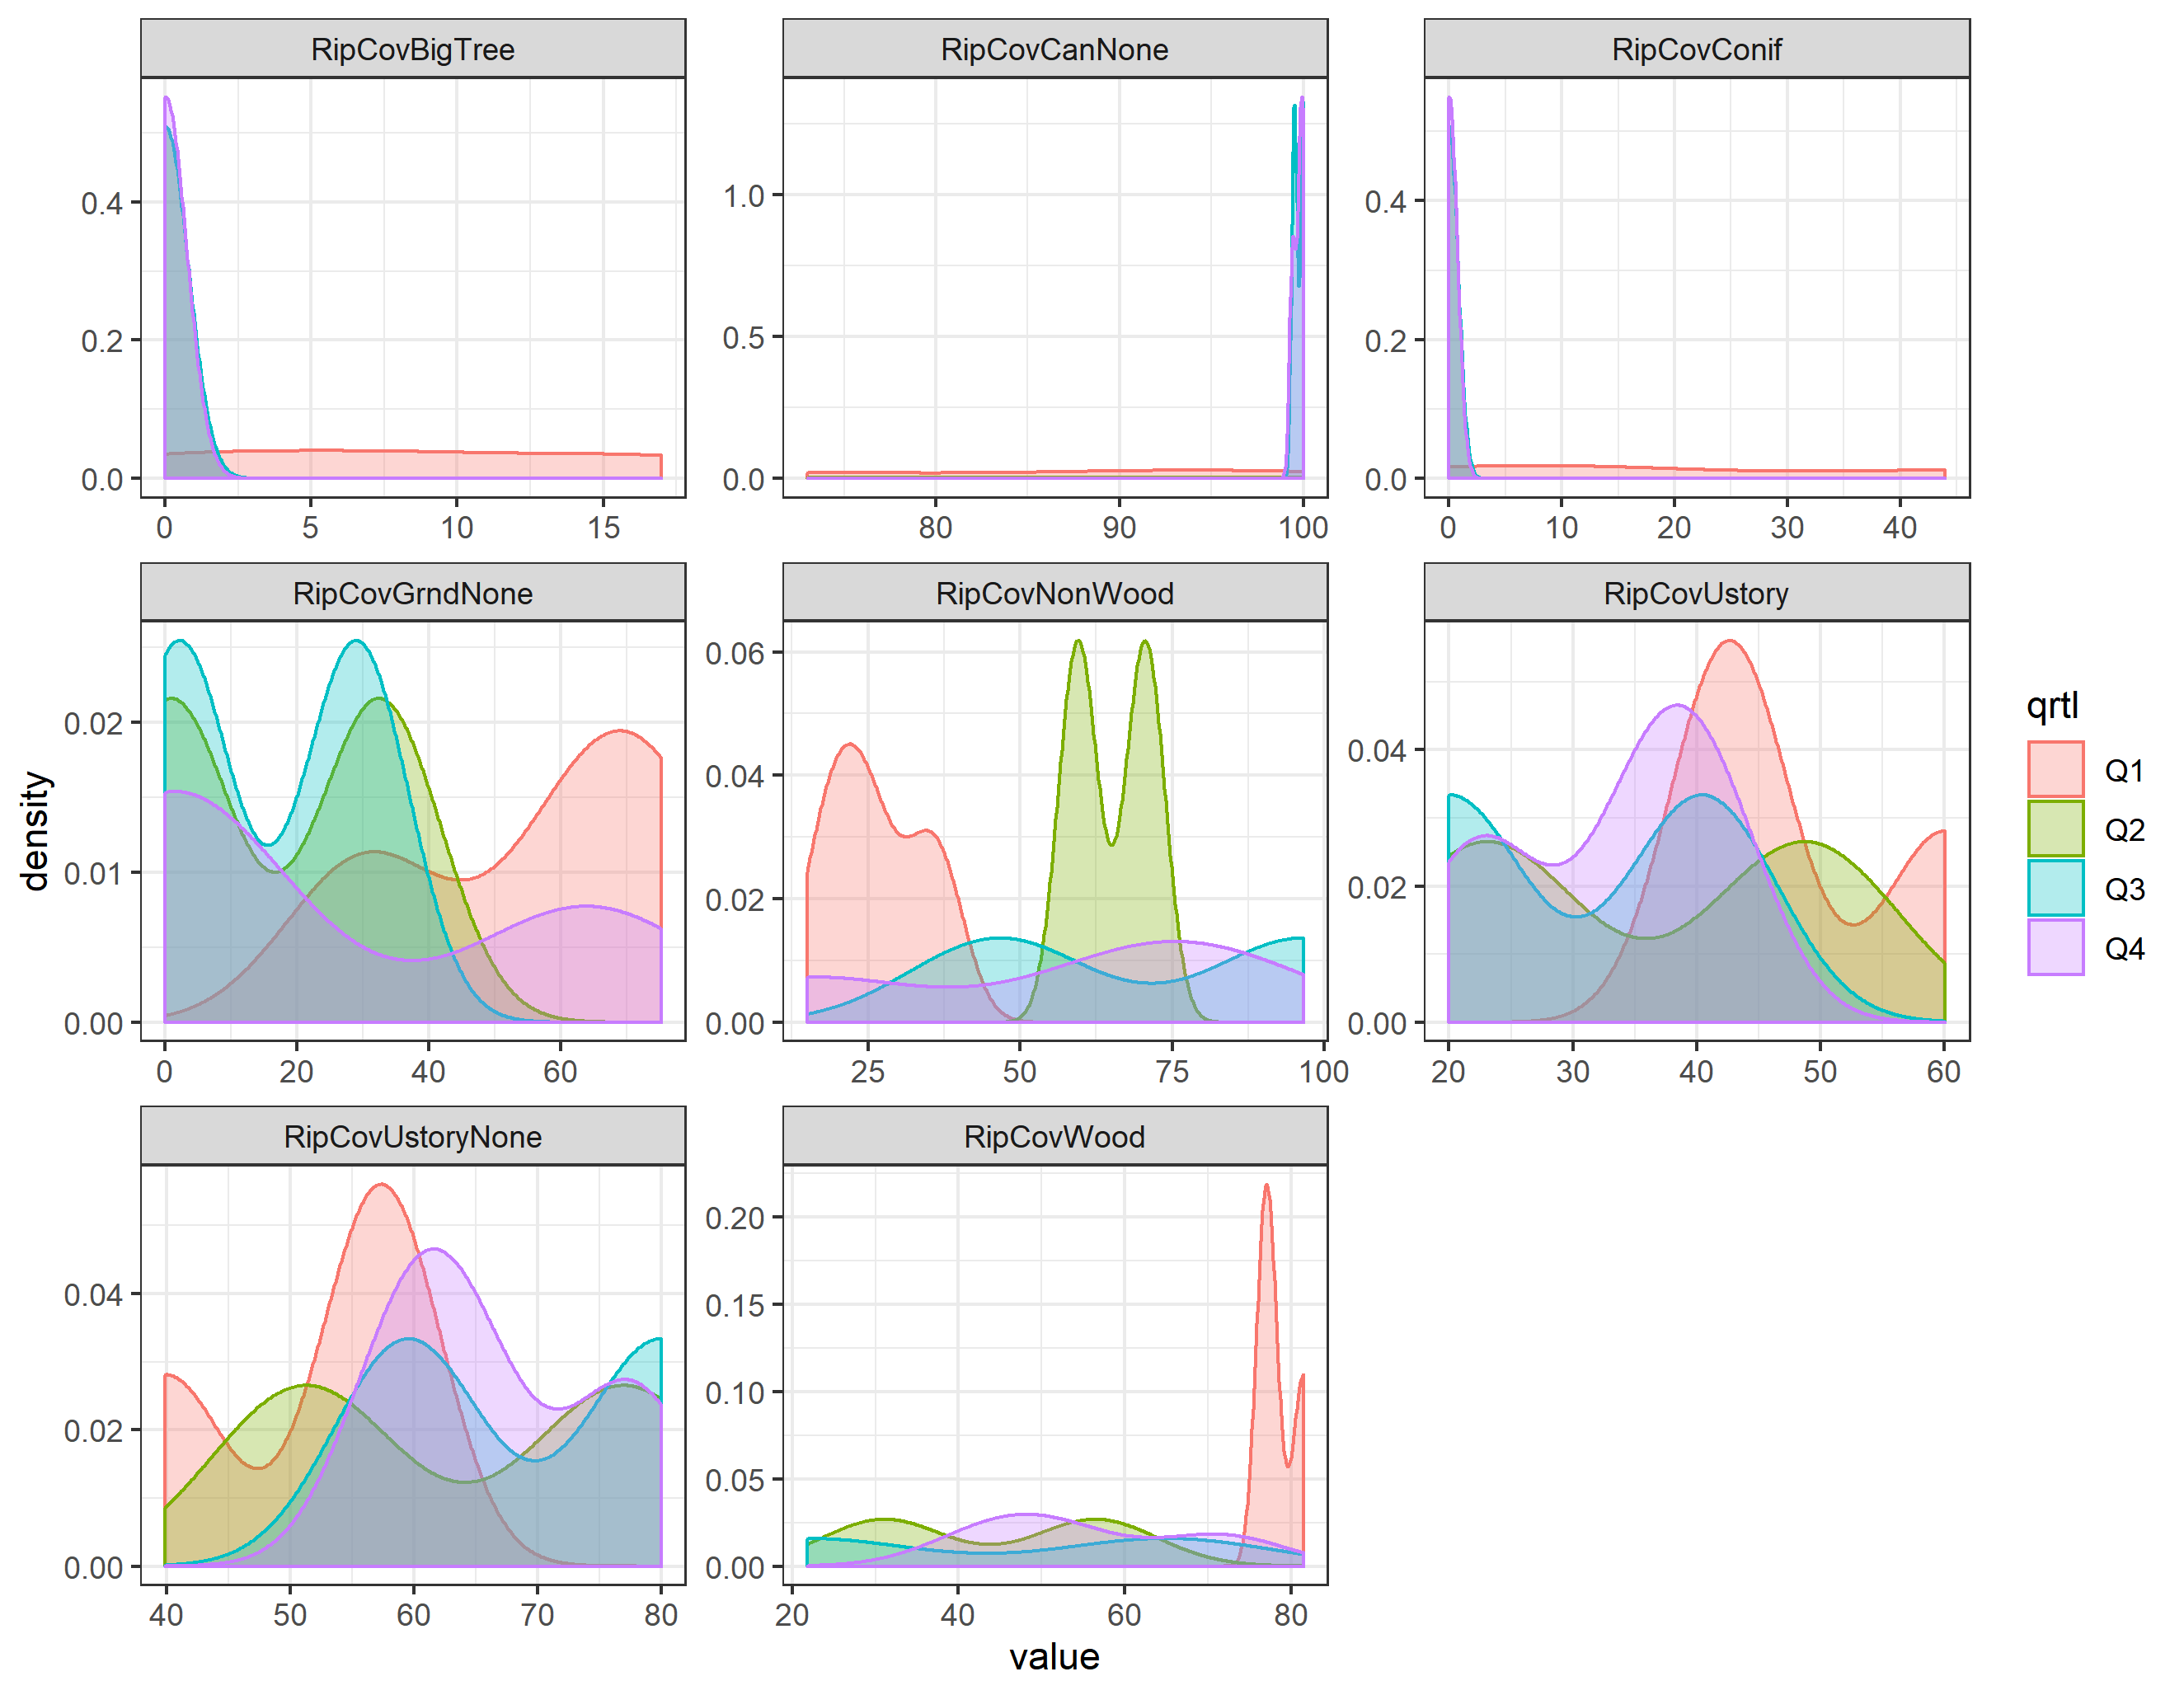 RipCovBigTree
RipCovCanNone
RipCovConif
0.4
0.2
0.0
1.0
0.5
0.0
0.4
0.2
0.0
0 5 10 15
80 90 100
0 10 20 30 40
RipCovGrndNone
RipCovNonWood
RipCovUstory
0.02
0.01
0.00
0.06
0.04
0.02
0.00
0.04
0.02
0.00
0 20 40 60
25 50 75 100
20 30 40 50 60
RipCovUstoryNone
RipCovWood
0.04
0.02
0.00
0.20
0.15
0.10
0.05
0.00
40 50 60 70 80
20 40 60 80
density
value
qrtl
Q1
Q2
Q3
Q4